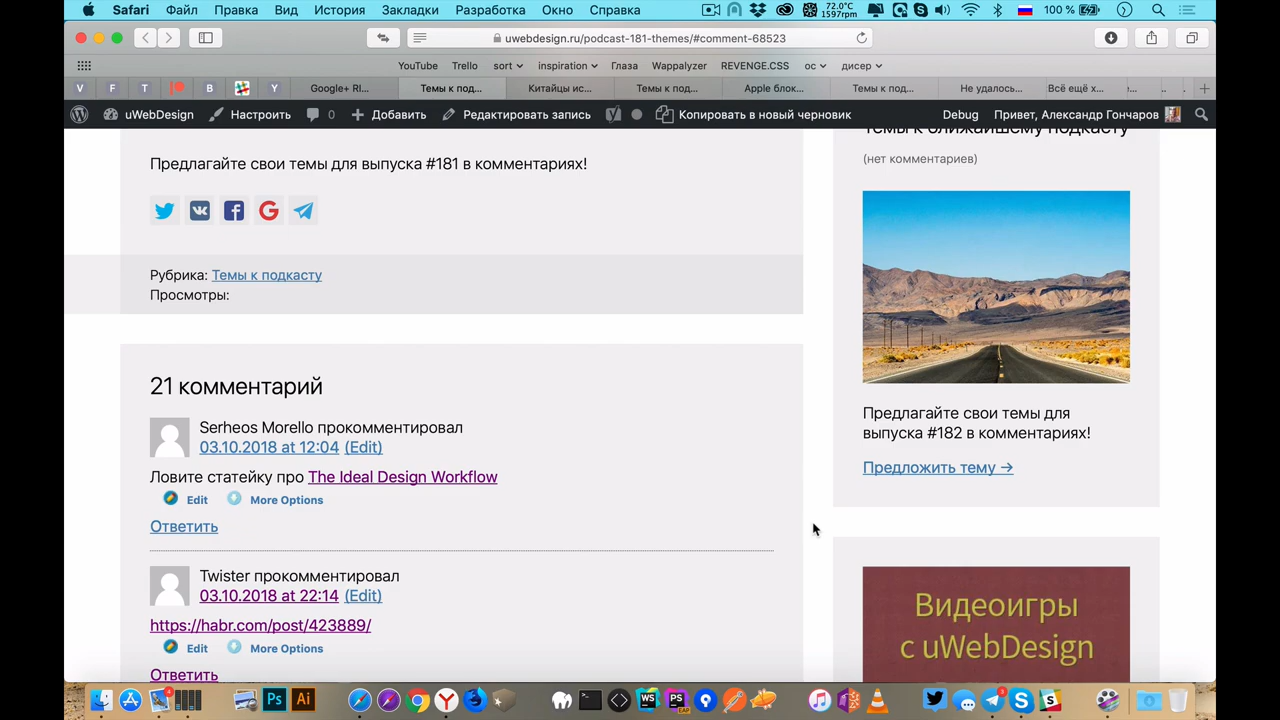 Safari Файл Правка Вид История Закладки Разработка Окно Справка 72.0°C 1597rpm 100 %
uwebdesign.ru/podcast-181-themes/#comment-68523
YouTube Trello sort inspiration Глаза Wappalyzer REVENGE.CSS ос дисер
V F T B Y Google+ RI... Темы к под... Китайцы ис... Темы к под... Apple блок... Темы к под... Не удалось... Всё ещё х...
uWebDesign Настроить 0 Добавить Редактировать запись Копировать в новый черновик Debug Привет, Александр Гончаров
Темы к ближайшему подкасту
(нет комментариев)
Предлагайте свои темы для выпуска #181 в комментариях!
Рубрика: Темы к подкасту
Просмотры:
21 комментарий
Serheos Morello прокомментировал
03.10.2018 at 12:04 (Edit)
Ловите статейку про The Ideal Design Workflow
Edit More Options
Ответить
Twister прокомментировал
03.10.2018 at 22:14 (Edit)
https://habr.com/post/423889/
Edit More Options
Ответить
Предлагайте свои темы для
выпуска #182 в комментариях!
Предложить тему →
Видеоигры
с uWebDesign
Ps Ai WS PS EAP